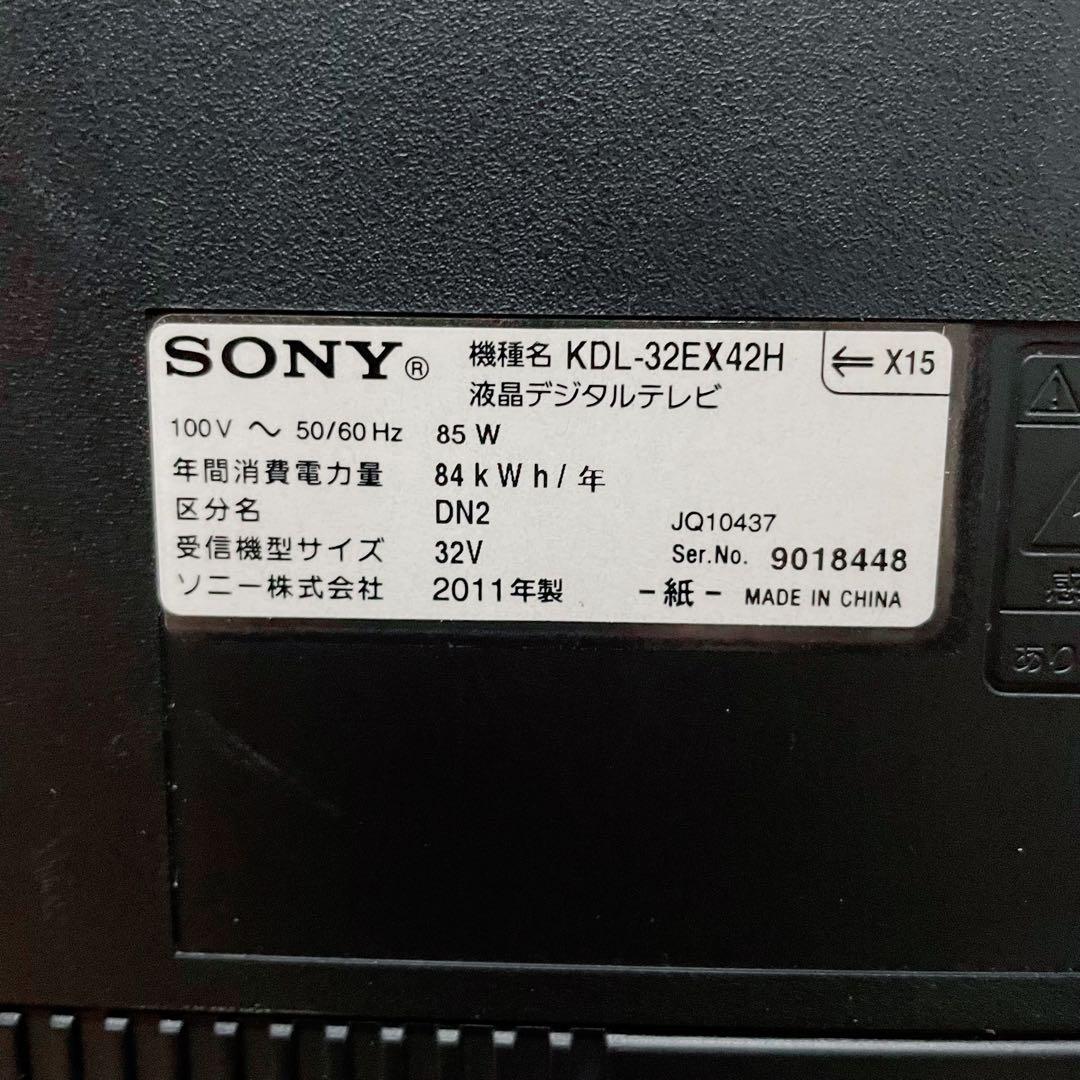 SONY® 機種名 KDL-32EX42H ⇐ X15
液晶デジタルテレビ
100V ～ 50/60Hz 85 W
年間消費電力量 84 kWh/年
区分名 DN2 JQ10437
受信機型サイズ 32V Ser.No. 9018448
ソニー株式会社 2011年製 -紙- MADE IN CHINA
感
あり